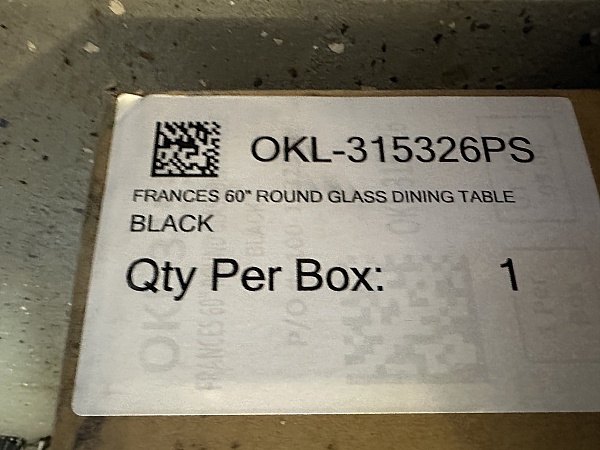 OKL-315326PS
FRANCES 60" ROUND GLASS DINING TABLE
BLACK
Qty Per Box: 1